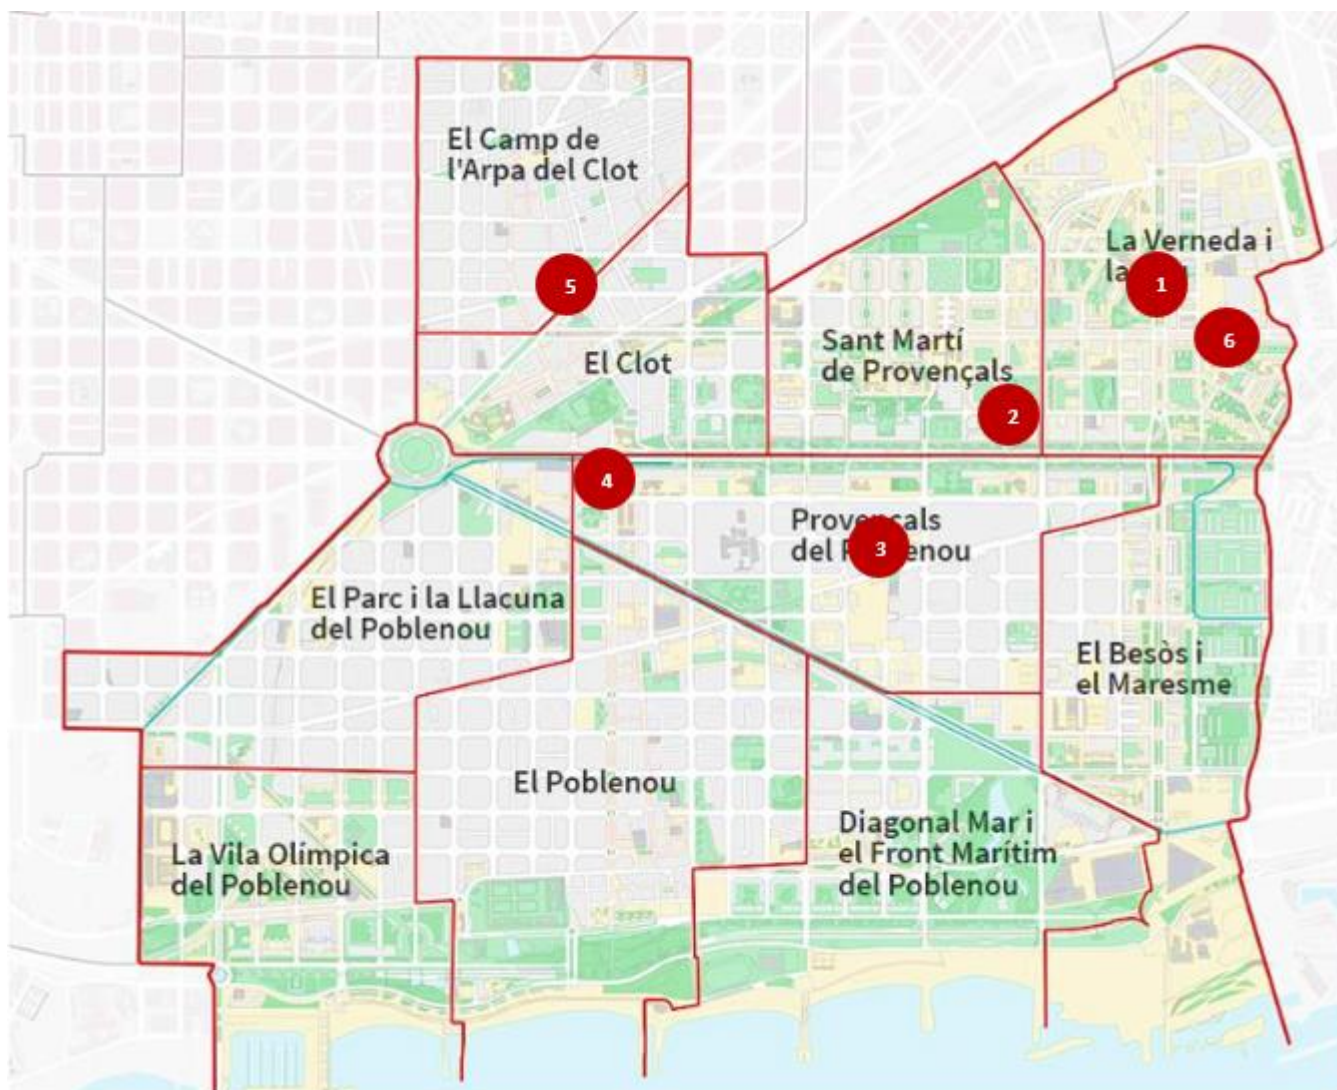 El Camp de
l'Arpa del Clot
La Verneda i
la
1
5
6
Sant Martí
de Provençals
El Clot
2
4
Provençals
del P enou
3
El Parc i la Llacuna
del Poblenou
El Besòs i
el Maresme
El Poblenou
Diagonal Mar i
el Front Marítim
del Poblenou
La Vila Olímpica
del Poblenou